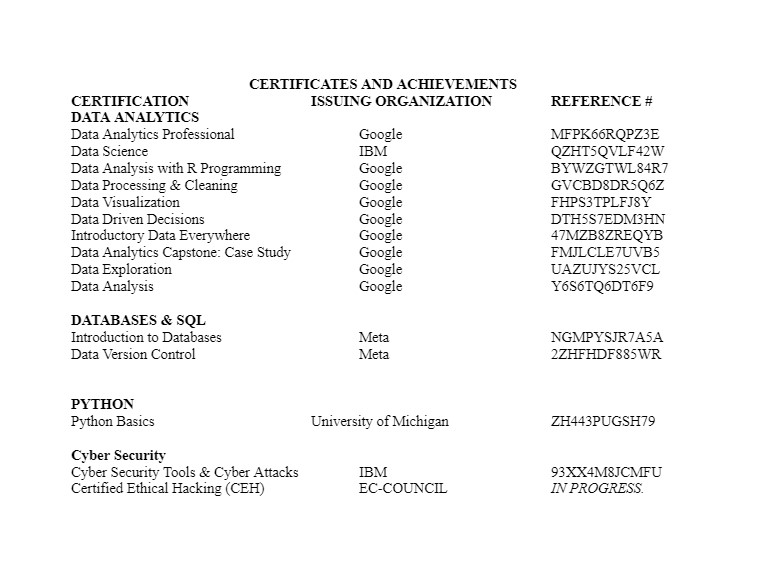 CERTIFICATES AND ACHIEVEMENTS
CERTIFICATION ISSUING ORGANIZATION REFERENCE #
DATA ANALYTICS
Data Analytics Professional Google MFPK66RQPZ3E
Data Science IBM QZHT5QVLF42W
Data Analysis with R Programming Google BYWZGTWL84R7
Data Processing & Cleaning Google GVCBD8DR5Q6Z
Data Visualization Google FHPS3TPLFJ8Y
Data Driven Decisions Google DTH5S7EDM3HN
Introductory Data Everywhere Google 47MZB8ZREQYB
Data Analytics Capstone: Case Study Google FMJLCLE7UVB5
Data Exploration Google UAZUJYS25VCL
Data Analysis Google Y6S6TQ6DT6F9
DATABASES & SQL
Introduction to Databases Meta NGMPYSJR7A5A
Data Version Control Meta 2ZHFHDF885WR
PYTHON
Python Basics University of Michigan ZH443PUGSH79
Cyber Security
Cyber Security Tools & Cyber Attacks IBM 93XX4M8JCMFU
Certified Ethical Hacking (CEH) EC-COUNCIL IN PROGRESS.